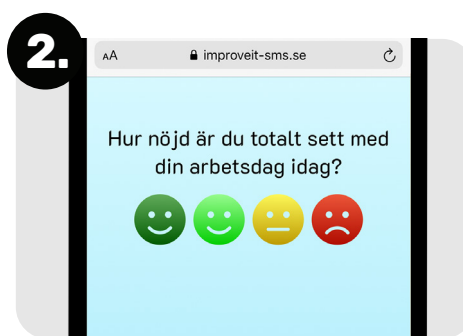 2.
AA improveit-sms.se
Hur nöjd är du totalt sett med
din arbetsdag idag?